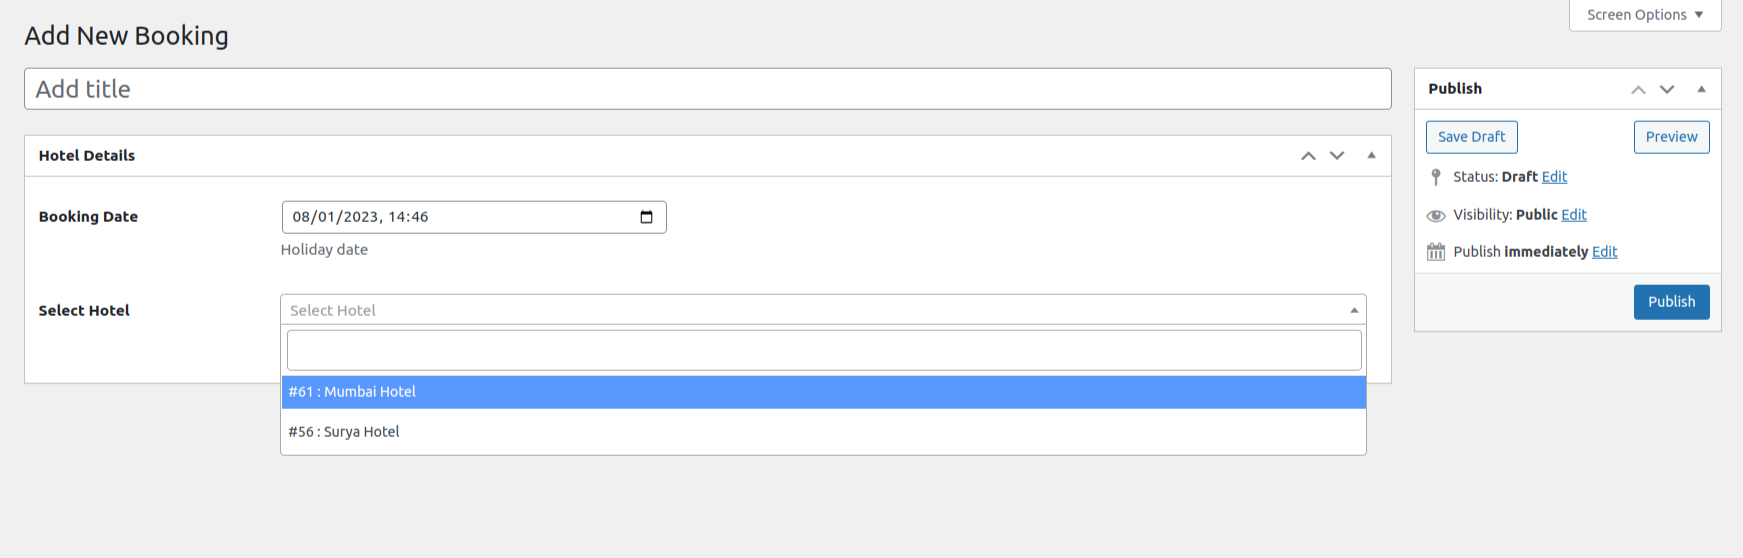 Screen Options
Add New Booking
Add title
Hotel Details
Booking Date
08/01/2023, 14:46
Holiday date
Select Hotel
Select Hotel
#61 : Mumbai Hotel
#56 : Surya Hotel
Publish
Save Draft
Preview
Status: Draft Edit
Visibility: Public Edit
Publish immediately Edit
Publish